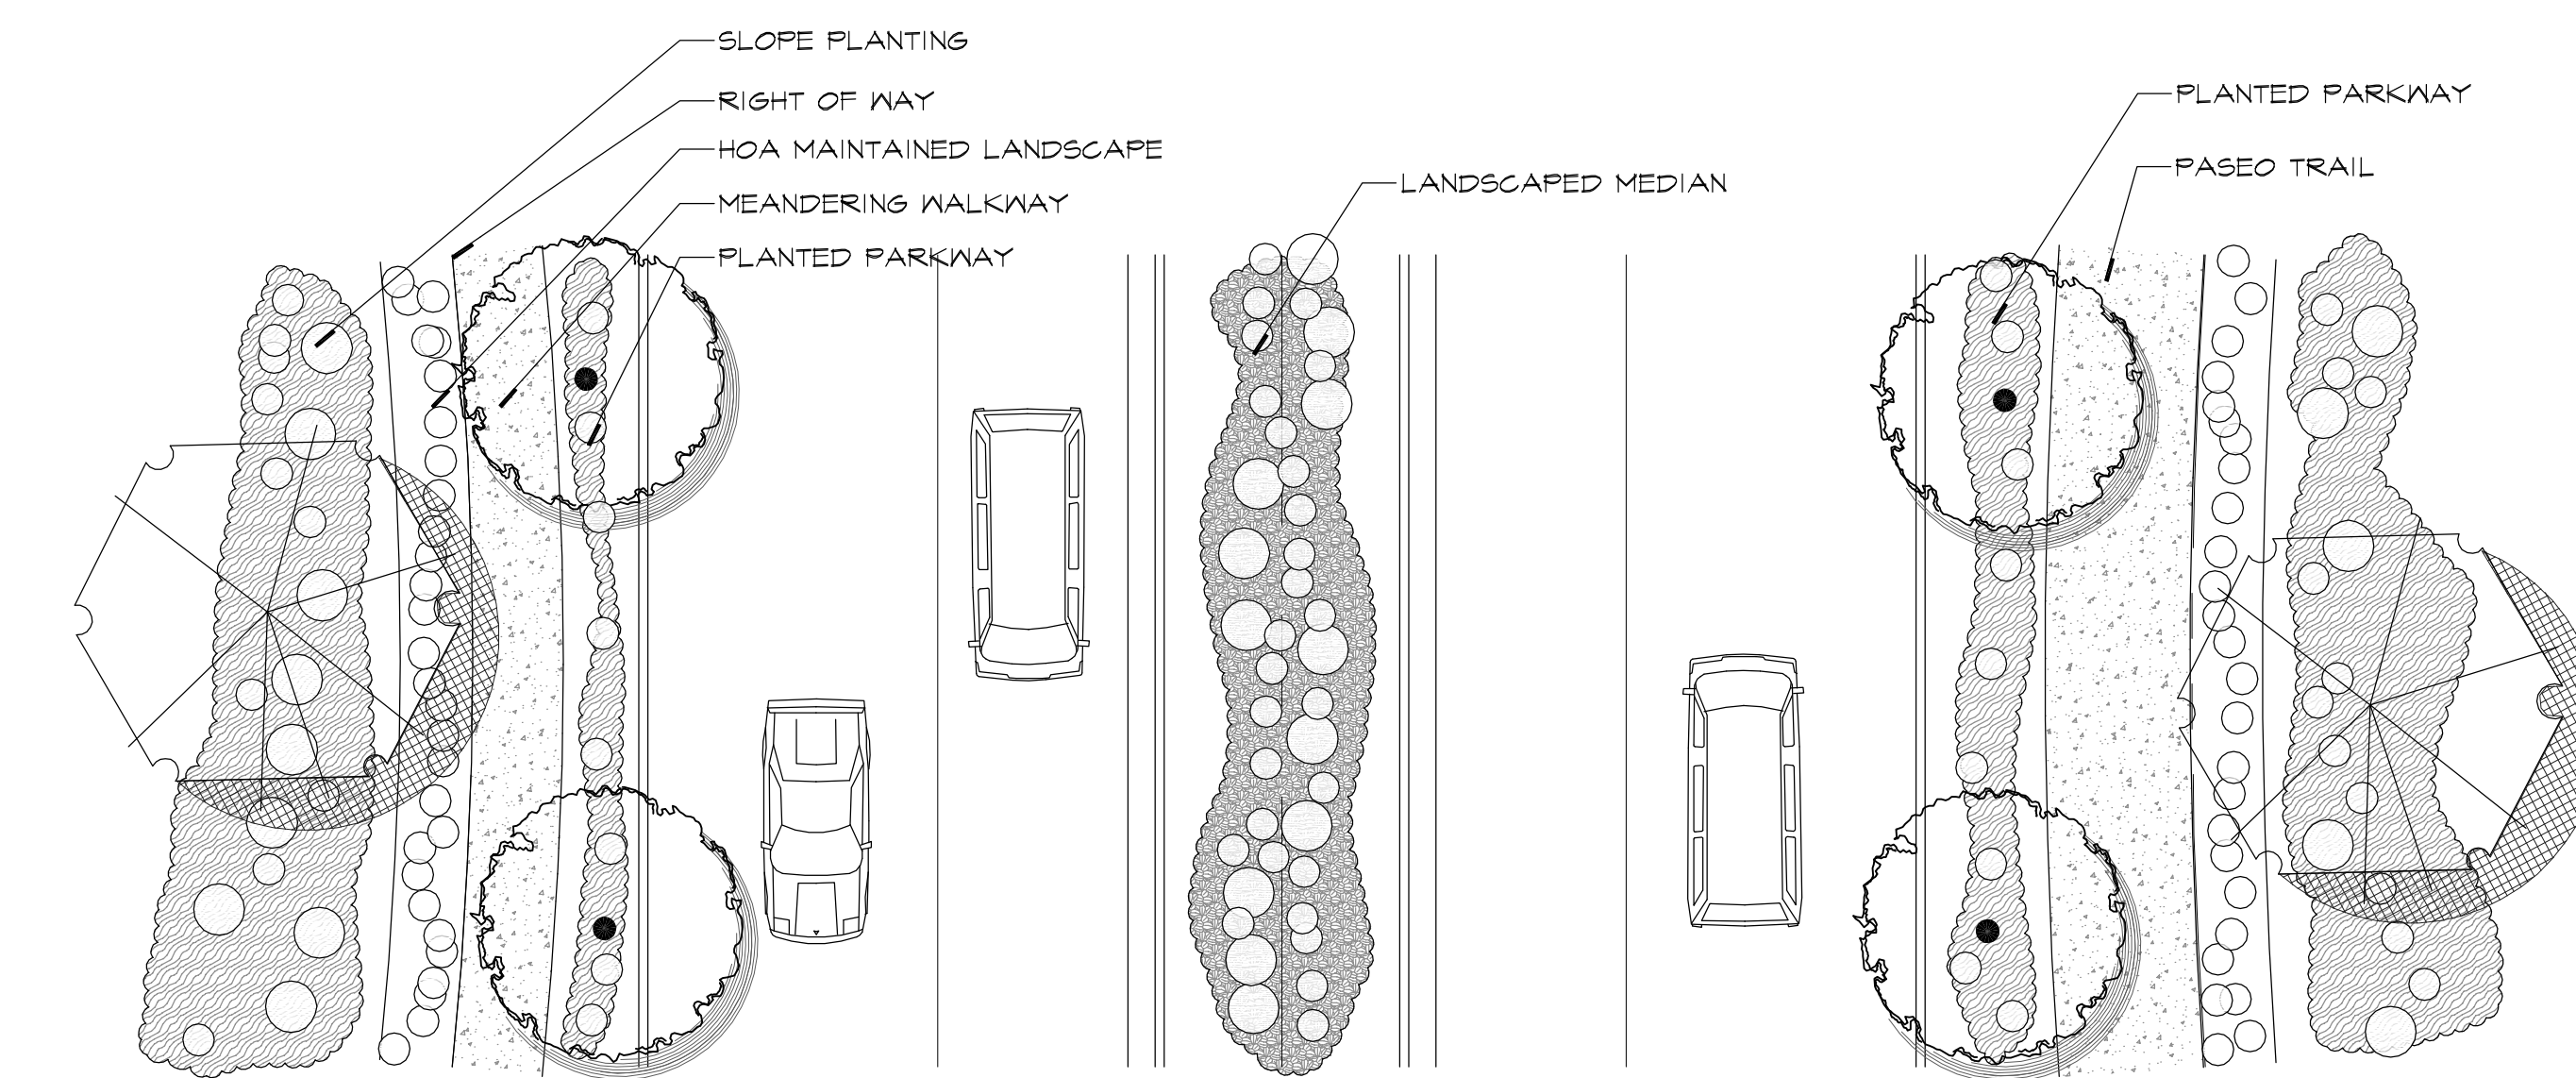 SLOPE PLANTING
RIGHT OF WAY
HOA MAINTAINED LANDSCAPE
MEANDERING WALKWAY
PLANTED PARKWAY
LANDSCAPED MEDIAN
PLANTED PARKWAY
PASEO TRAIL